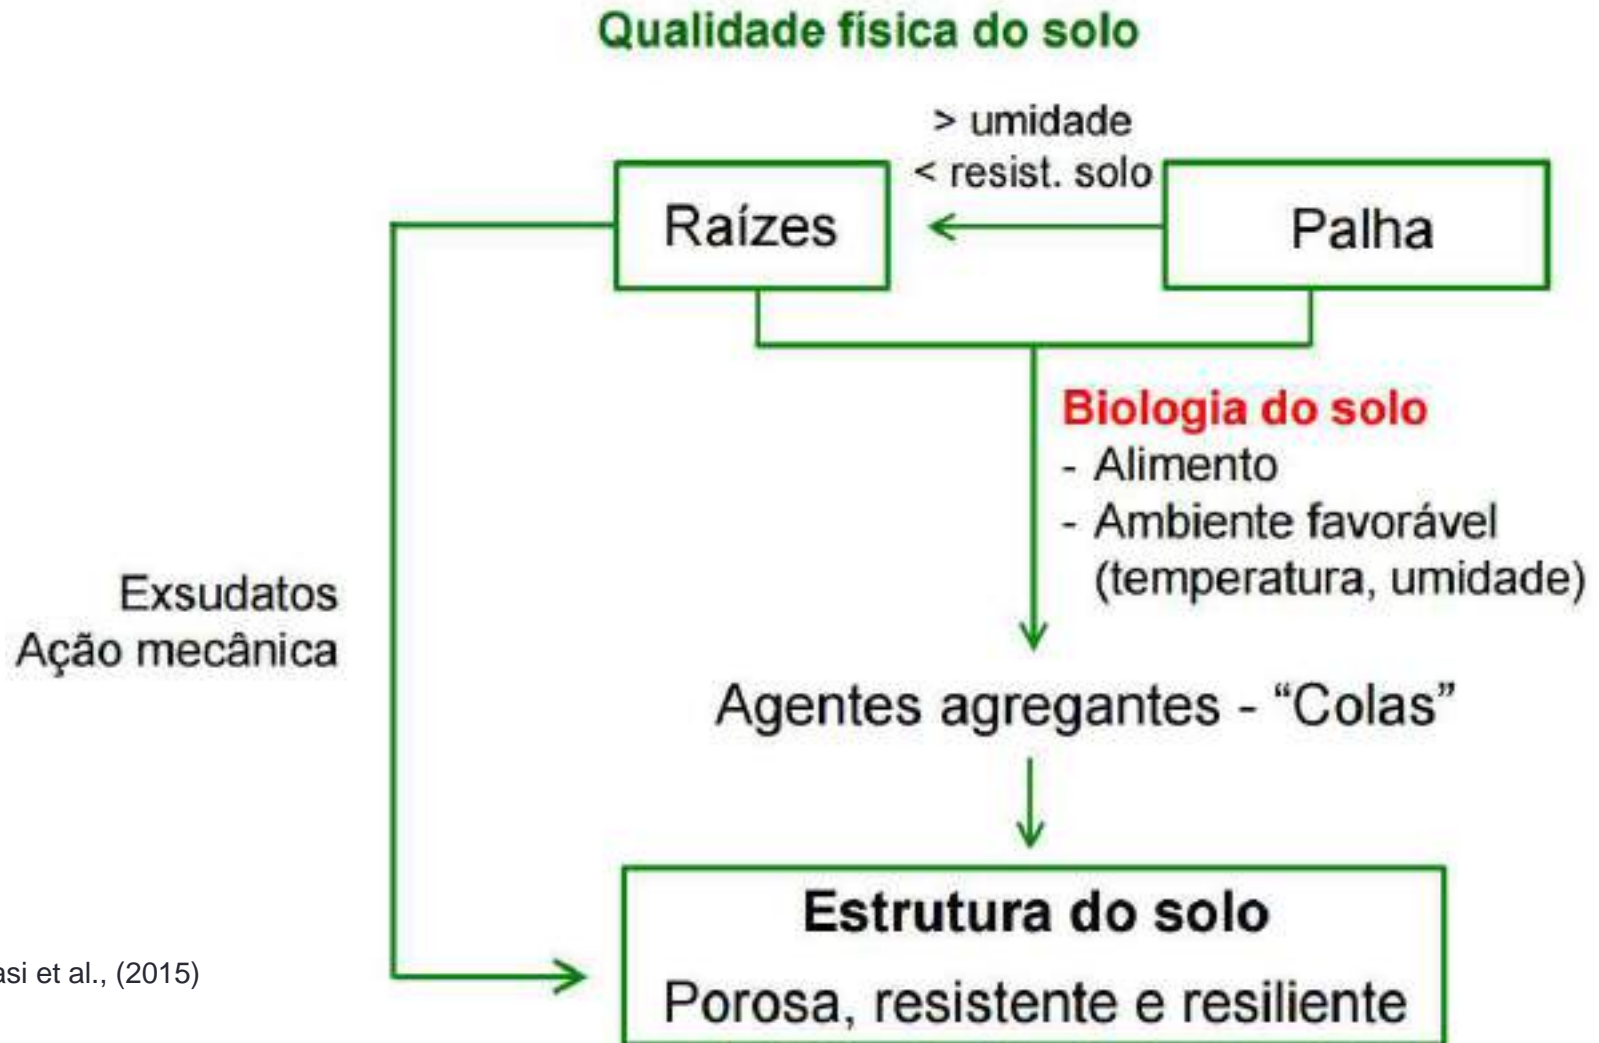 Qualidade física do solo
> umidade
< resist. solo
Raízes
Palha
Biologia do solo
- Alimento
- Ambiente favorável
(temperatura, umidade)
Exsudatos
Ação mecânica
Agentes agregantes - “Colas”
Estrutura do solo
Porosa, resistente e resiliente
et al., (2015)